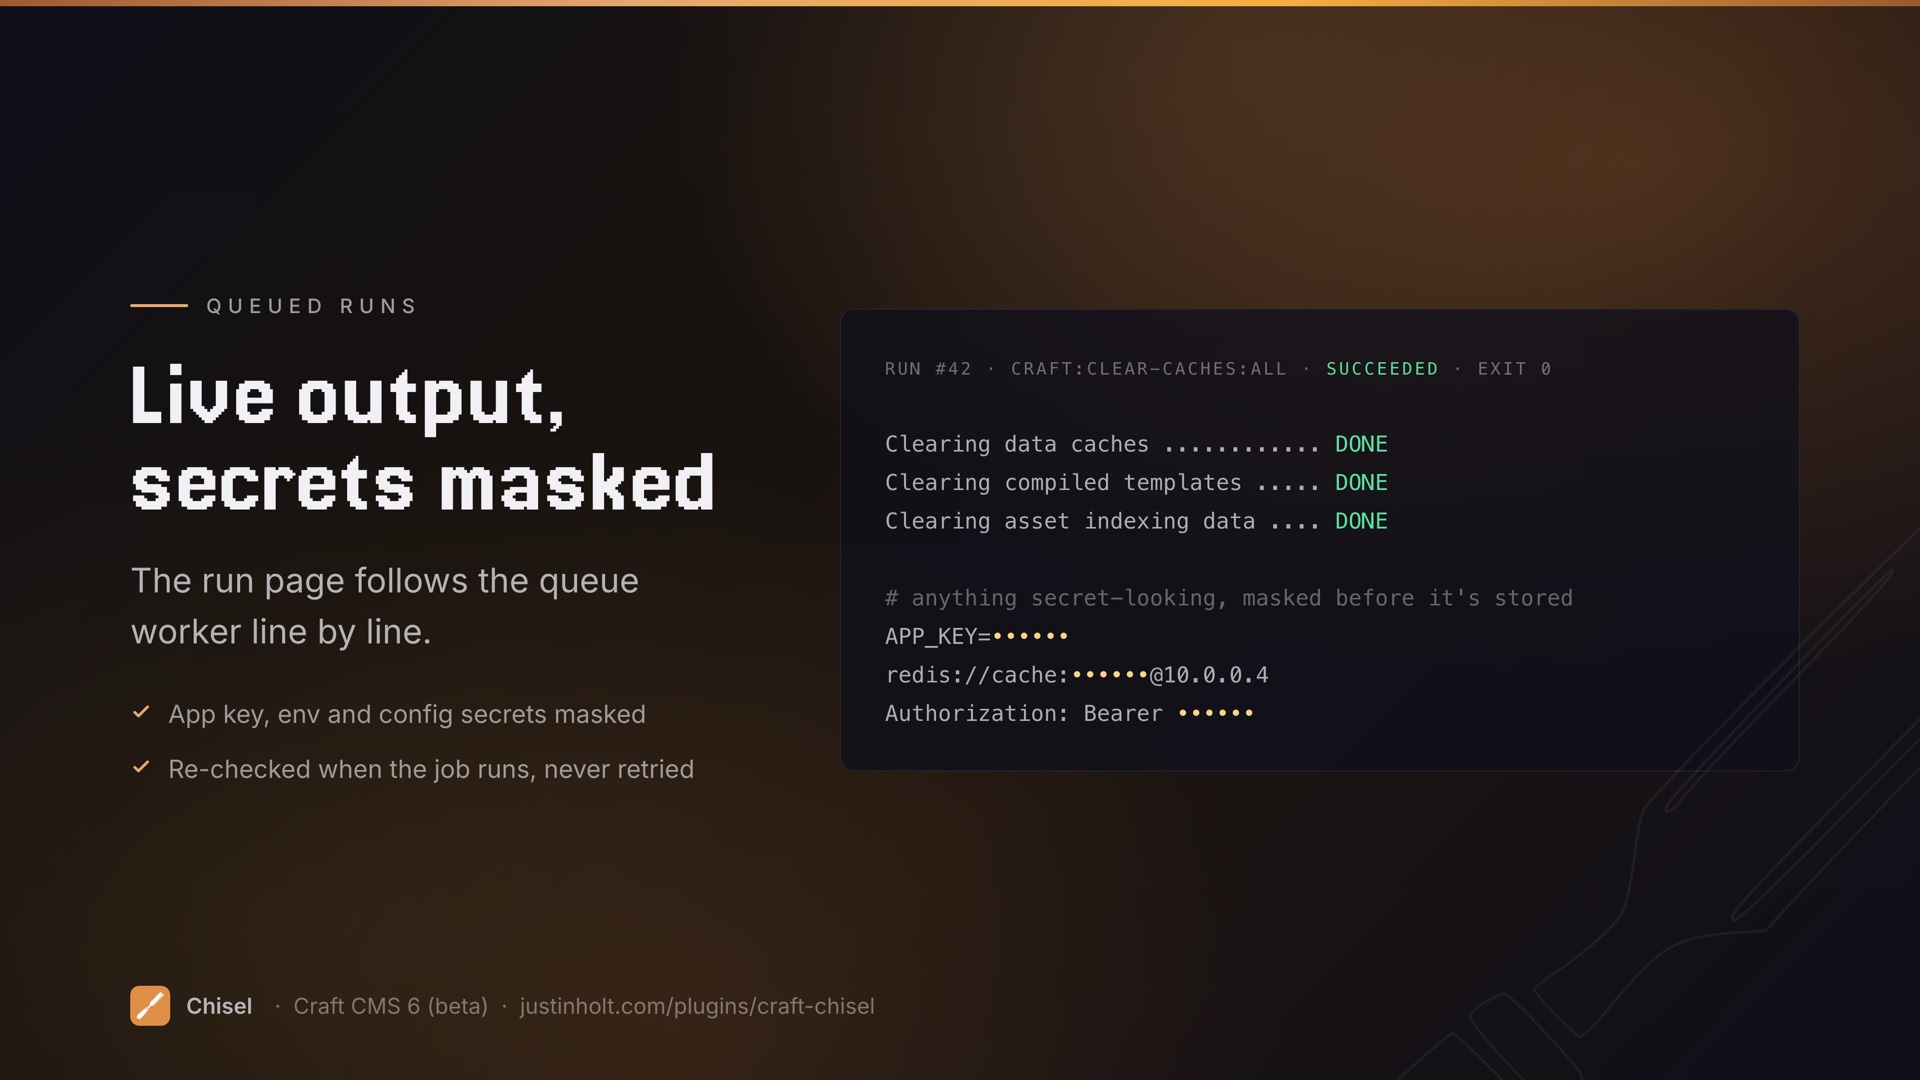 QUEUED RUNS
Live output,
secrets masked
The run page follows the queue
worker line by line.
App key, env and config secrets masked
Re-checked when the job runs, never retried
RUN #42 · CRAFT:CLEAR-CACHES:ALL · SUCCEEDED · EXIT 0
Clearing data caches ............ DONE
Clearing compiled templates ..... DONE
Clearing asset indexing data .... DONE
# anything secret-looking, masked before it's stored
APP_KEY=••••••
redis://cache:••••••@10.0.0.4
Authorization: Bearer ••••••
Chisel · Craft CMS 6 (beta) · justinholt.com/plugins/craft-chisel